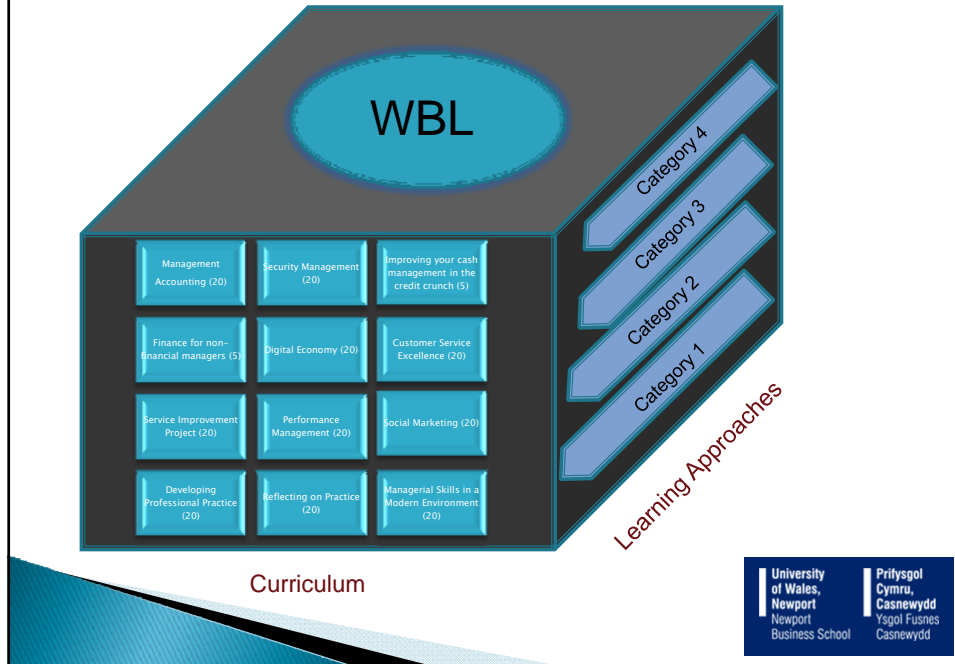 WBL
Management
Accounting (20)
Security Management
(20)
Improving your cash
management in the
credit crunch (5)
Finance for non-
financial managers (5)
Digital Economy (20)
Customer Service
Excellence (20)
Service Improvement
Project (20)
Performance
Management (20)
Social Marketing (20)
Developing
Professional Practice
(20)
Reflecting on Practice
(20)
Managerial Skills in a
Modern Environment
(20)
Category 4
Category 3
Category 2
Category 1
Learning Approaches
Curriculum
University
of Wales,
Newport
Newport
Business School
Prifysgol
Cymru,
Casnewydd
Ysgol Fusnes
Casnewydd